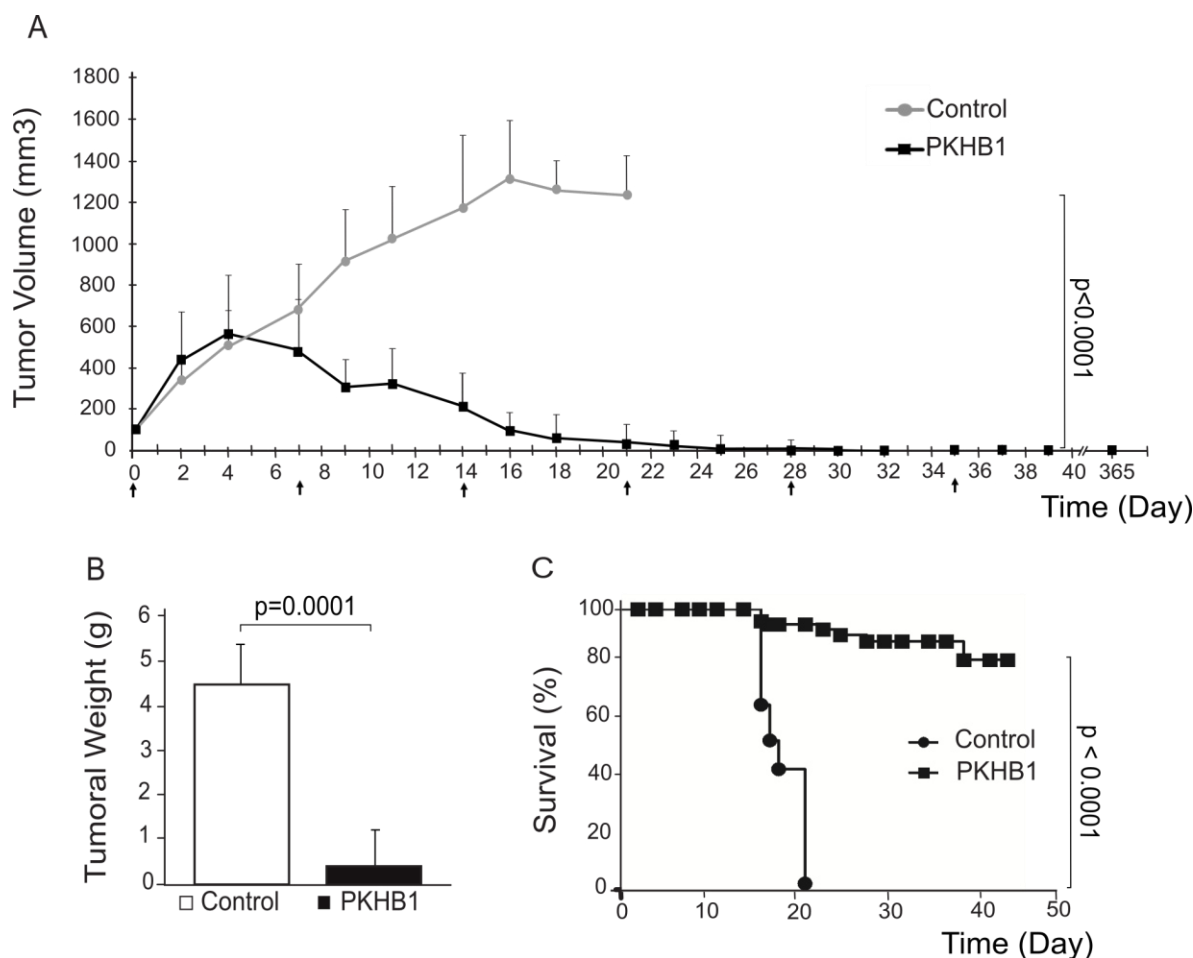 A
1800
1600
1400
1200
1000
800
600
400
200
0
Tumor Volume (mm3)
Control
PKHB1
p<0.0001
0 2 4 6 8 10 11 14 16 18 20 22 24 26 28 30 32 34 36 38 40 365
Time (Day)
B
p=0.0001
6
5
4
3
2
1
0
Tumoral Weight (g)
Control PKHB1
C
100
80
60
40
20
0
Survival (%)
Control
PKHB1
p < 0.0001
0 10 20 30 40 50
Time (Day)